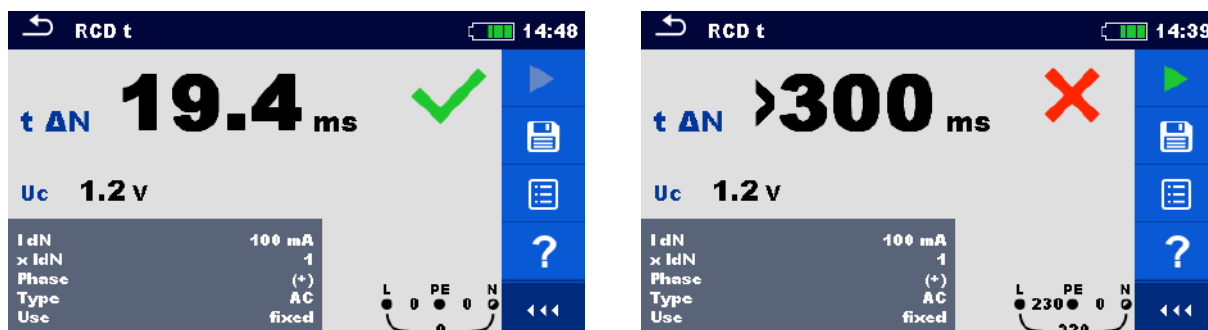 RCD t 14:48
t ΔN 19.4 ms
Uc 1.2 V
I dN 100 mA
x IdN 1
Phase (+)
Type AC
Use fixed
L PE N
0 0
0
?
RCD t 14:39
t ΔN >300 ms
Uc 1.2 V
I dN 100 mA
x IdN 1
Phase (+)
Type AC
Use fixed
L PE N
230 0
?